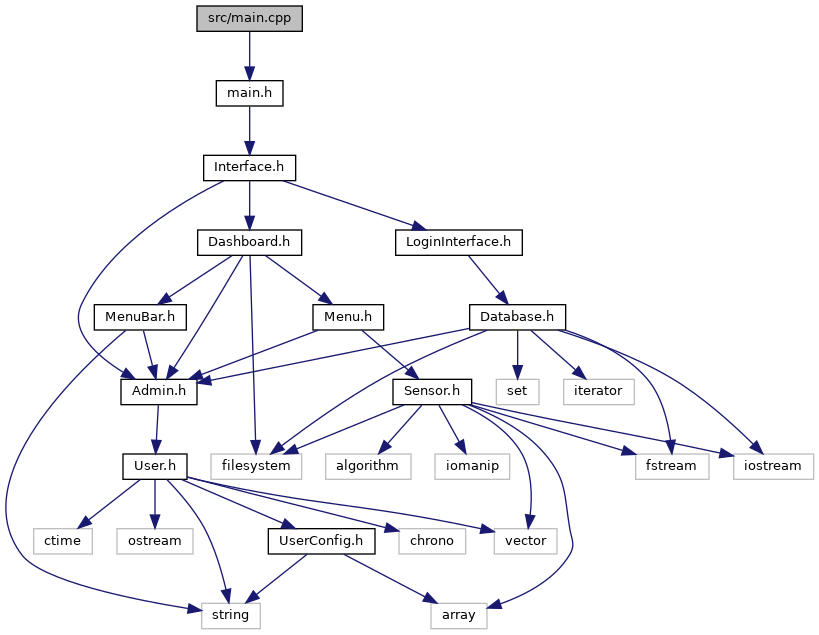 src/main.cpp
main.h
Interface.h
Dashboard.h
LoginInterface.h
MenuBar.h
Menu.h
Database.h
Admin.h
Sensor.h
set
iterator
User.h
filesystem
algorithm
iomanip
fstream
iostream
ctime
ostream
UserConfig.h
chrono
vector
string
array